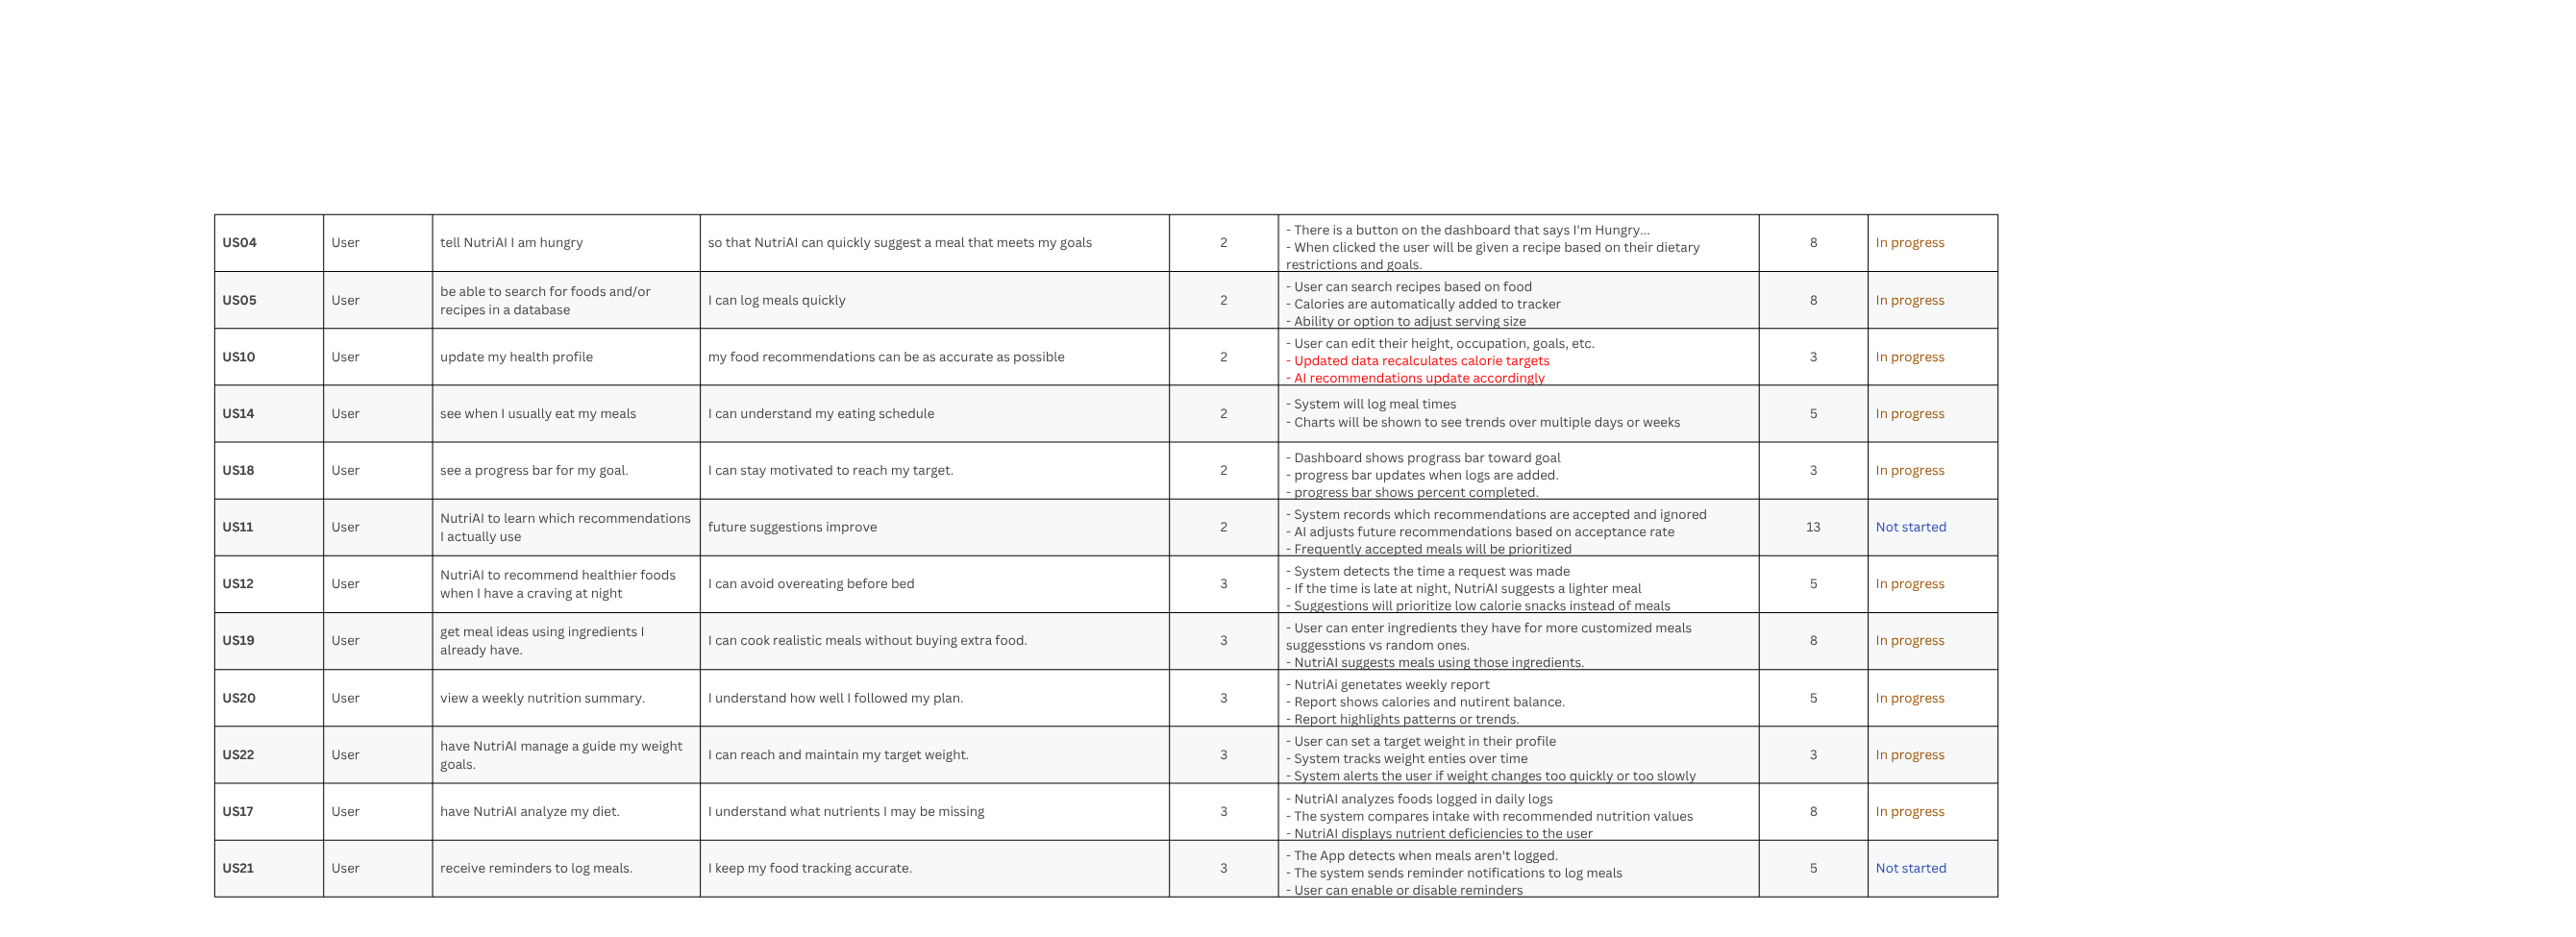 US04
User
tell NutriAI I am hungry
so that NutriAI can quickly suggest a meal that meets my goals
2
- There is a button on the dashboard that says I'm Hungry...
- When clicked the user will be given a recipe based on their dietary
restrictions and goals.
8
In progress
US05
User
be able to search for foods and/or
recipes in a database
I can log meals quickly
2
- User can search recipes based on food
- Calories are automatically added to tracker
- Ability or option to adjust serving size
8
In progress
US10
User
update my health profile
my food recommendations can be as accurate as possible
2
- User can edit their height, occupation, goals, etc.
- Updated data recalculates calorie targets
- AI recommendations update accordingly
3
In progress
US14
User
see when I usually eat my meals
I can understand my eating schedule
2
- System will log meal times
- Charts will be shown to see trends over multiple days or weeks
5
In progress
US18
User
see a progress bar for my goal.
I can stay motivated to reach my target.
2
- Dashboard shows prograss bar toward goal
- progress bar updates when logs are added.
- progress bar shows percent completed.
3
In progress
US11
User
NutriAI to learn which recommendations
I actually use
future suggestions improve
2
- System records which recommendations are accepted and ignored
- AI adjusts future recommendations based on acceptance rate
- Frequently accepted meals will be prioritized
13
Not started
US12
User
NutriAI to recommend healthier foods
when I have a craving at night
I can avoid overeating before bed
3
- System detects the time a request was made
- If the time is late at night, NutriAI suggests a lighter meal
- Suggestions will prioritize low calorie snacks instead of meals
5
In progress
US19
User
get meal ideas using ingredients I
already have.
I can cook realistic meals without buying extra food.
3
- User can enter ingredients they have for more customized meals
suggesstions vs random ones.
- NutriAI suggests meals using those ingredients.
8
In progress
US20
User
view a weekly nutrition summary.
I understand how well I followed my plan.
3
- NutriAi genetates weekly report
- Report shows calories and nutirent balance.
- Report highlights patterns or trends.
5
In progress
US22
User
have NutriAI manage a guide my weight
goals.
I can reach and maintain my target weight.
3
- User can set a target weight in their profile
- System tracks weight enties over time
- System alerts the user if weight changes too quickly or too slowly
3
In progress
US17
User
have NutriAI analyze my diet.
I understand what nutrients I may be missing
3
- NutriAI analyzes foods logged in daily logs
- The system compares intake with recommended nutrition values
- NutriAI displays nutrient deficiencies to the user
8
In progress
US21
User
receive reminders to log meals.
I keep my food tracking accurate.
3
- The App detects when meals aren't logged.
- The system sends reminder notifications to log meals
- User can enable or disable reminders
5
Not started